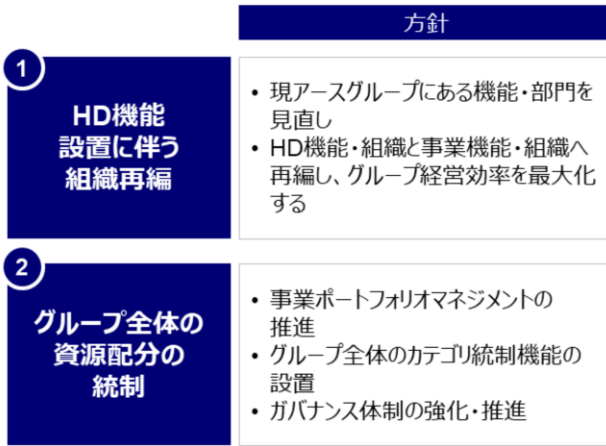 方針
1
HD機能
設置に伴う
組織再編
• 現アースグループにある機能・部門を
見直し
• HD機能・組織と事業機能・組織へ
再編し、グループ経営効率を最大化
する
2
グループ全体の
資源配分の
統制
• 事業ポートフォリオマネジメントの
推進
• グループ全体のカテゴリ統制機能の
設置
• ガバナンス体制の強化・推進